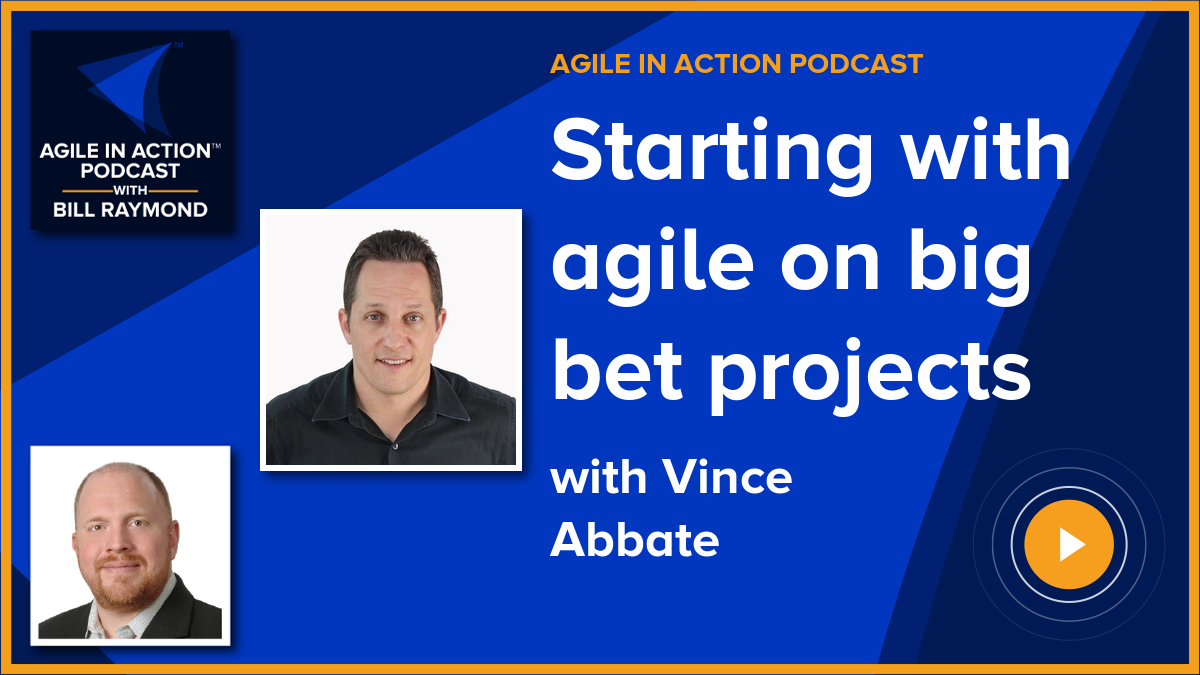 AGILE IN ACTION™
PODCAST
WITH
BILL RAYMOND
AGILE IN ACTION PODCAST
Starting with
agile on big
bet projects
with Vince
Abbate